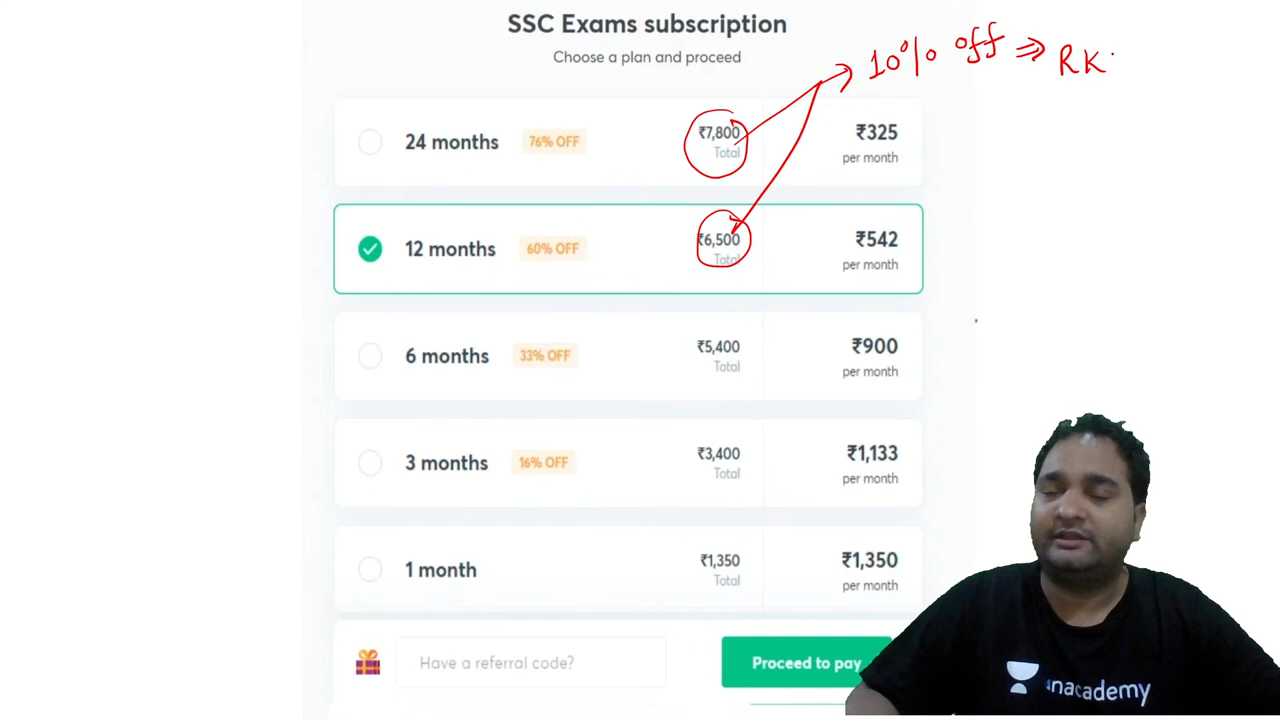 SSC Exams subscription
Choose a plan and proceed
10% off ⇒ RK
24 months 76% OFF ₹7,800 ₹325
Total per month
12 months 60% OFF ₹6,500 ₹542
Total per month
6 months 33% OFF ₹5,400 ₹900
Total per month
3 months 16% OFF ₹3,400 ₹1,133
Total per month
1 month ₹1,350 ₹1,350
Total per month
Have a referral code? Proceed to pay
unacademy